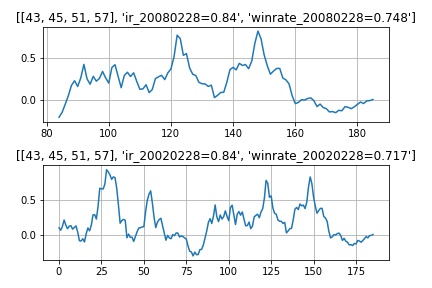 [[43, 45, 51, 57], 'ir_20080228=0.84', 'winrate_20080228=0.748']
0.5
0.0
80 100 120 140 160 180
[[43, 45, 51, 57], 'ir_20020228=0.84', 'winrate_20020228=0.717']
0.5
0.0
0 25 50 75 100 125 150 175